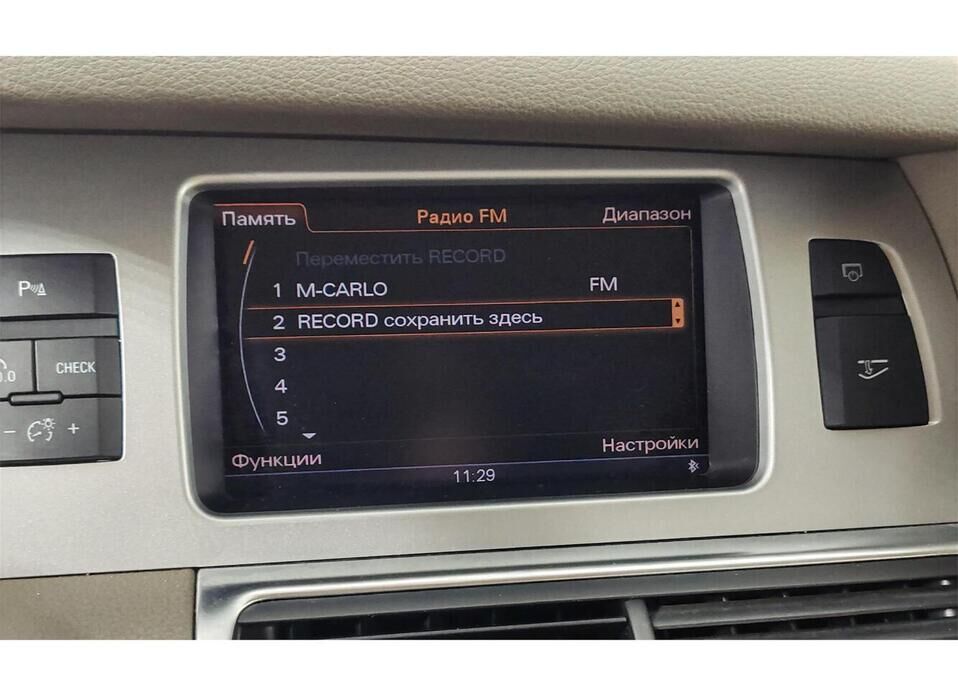 Память Радио FM Диапазон
Переместить RECORD
1 M-CARLO FM
2 RECORD сохранить здесь
3
4
5
Функции Настройки
11:29
P
CHECK
- +